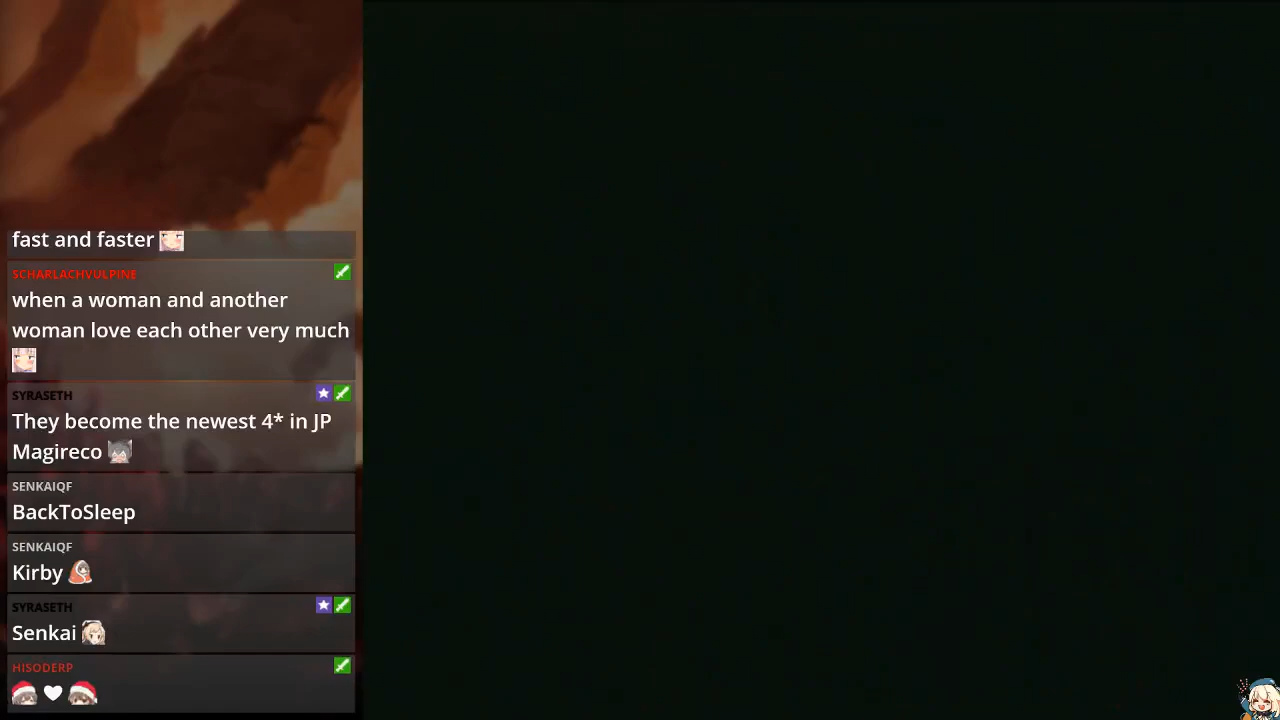 fast and faster
SCHARLACHVULPINE
when a woman and another
woman love each other very much
SYRASETH
They become the newest 4* in JP
Magireco
SENKAIQF
BackToSleep
SENKAIQF
Kirby
SYRASETH
Senkai
HISODERP